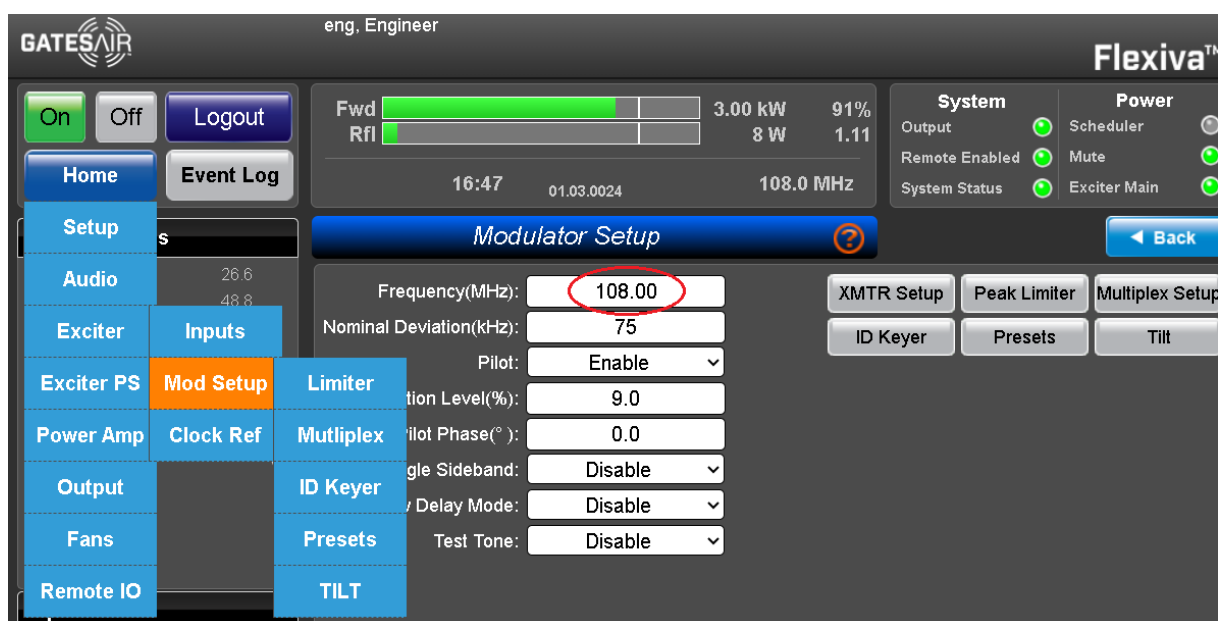 GATESAIR
eng, Engineer
Flexiva™
On
Off
Logout
Home
Event Log
Fwd 3.00 kW 91%
Rfl 8 W 1.11
16:47 01.03.0024 108.0 MHz
System
Output
Remote Enabled
System Status
Power
Scheduler
Mute
Exciter Main
Setup
Audio
Exciter
Exciter PS
Power Amp
Output
Fans
Remote IO
s
26.6
48.8
Inputs
Mod Setup
Clock Ref
Limiter
Mutliplex
ID Keyer
Presets
TILT
Modulator Setup
?
◄ Back
Frequency(MHz): 108.00
Nominal Deviation(kHz): 75
Pilot: Enable
tion Level(%): 9.0
ilot Phase(° ): 0.0
gle Sideband: Disable
Delay Mode: Disable
Test Tone: Disable
XMTR Setup
Peak Limiter
Multiplex Setup
ID Keyer
Presets
Tilt